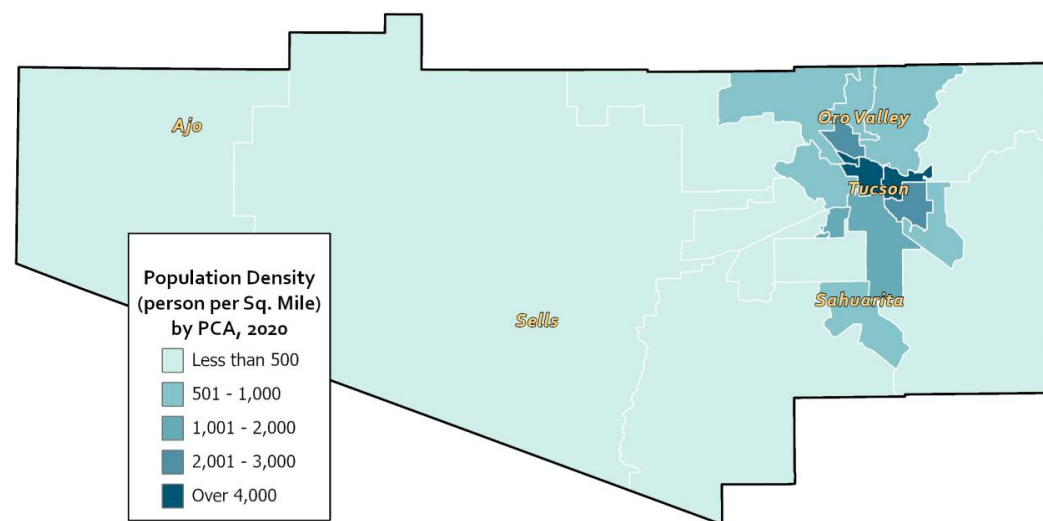 Ajo
Oro Valley
Tucson
Sahuarita
Sells
Population Density
(person per Sq. Mile)
by PCA, 2020
Less than 500
501 - 1,000
1,001 - 2,000
2,001 - 3,000
Over 4,000